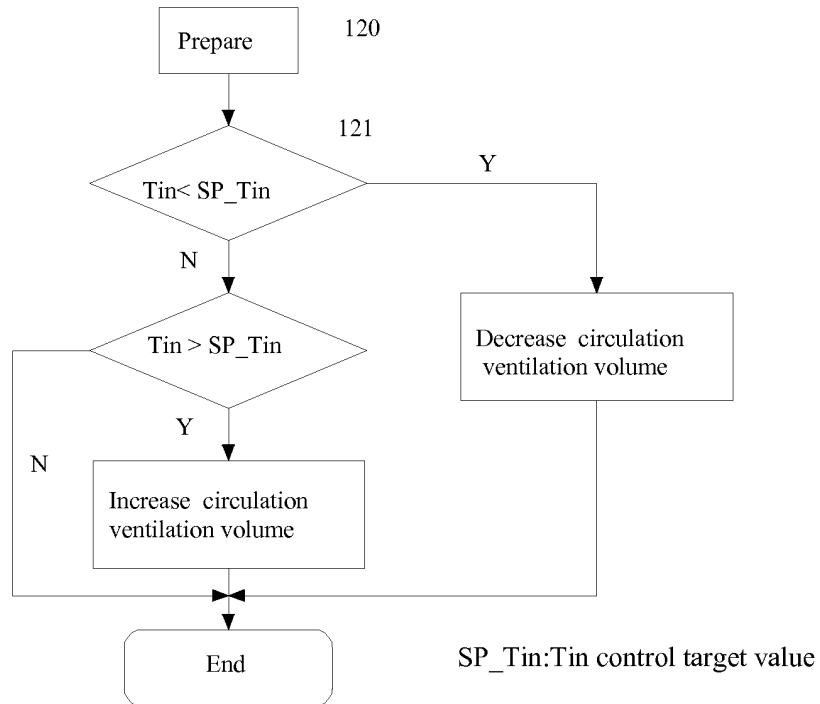 Prepare
120
121
Tin< SP_Tin
Y
N
Tin > SP_Tin
Decrease circulation
ventilation volume
Y
N
Increase circulation
ventilation volume
End
SP_Tin:Tin control target value